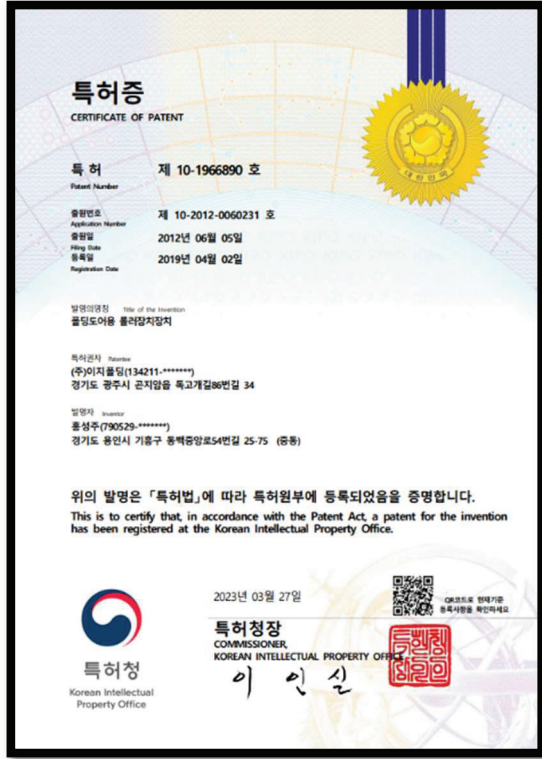 특허증
CERTIFICATE OF PATENT
특 허 제 10-1966890 호
Patent Number
출원번호 제 10-2012-0060231 호
Application Number
출원일 2012년 06월 05일
Filing Date
등록일 2019년 04월 02일
Registration Date
발명의명칭 Title of the Invention
폴딩도어용 롤러장치장치
특허권자 Patentee
(주)이지폴딩(134211-*******)
경기도 광주시 곤지암읍 독고개길86번길 34
발명자 Inventor
홍성주(790529-*******)
경기도 용인시 기흥구 동백중앙로54번길 25-75 (중동)
위의 발명은 「특허법」에 따라 특허원부에 등록되었음을 증명합니다.
This is to certify that, in accordance with the Patent Act, a patent for the invention
has been registered at the Korean Intellectual Property Office.
2023년 03월 27일
QR코드로 현재기준
등록사항을 확인하세요
특허청장
COMMISSIONER,
KOREAN INTELLECTUAL PROPERTY OFFICE
이 인 실
특허청
Korean Intellectual
Property Office
대한민국